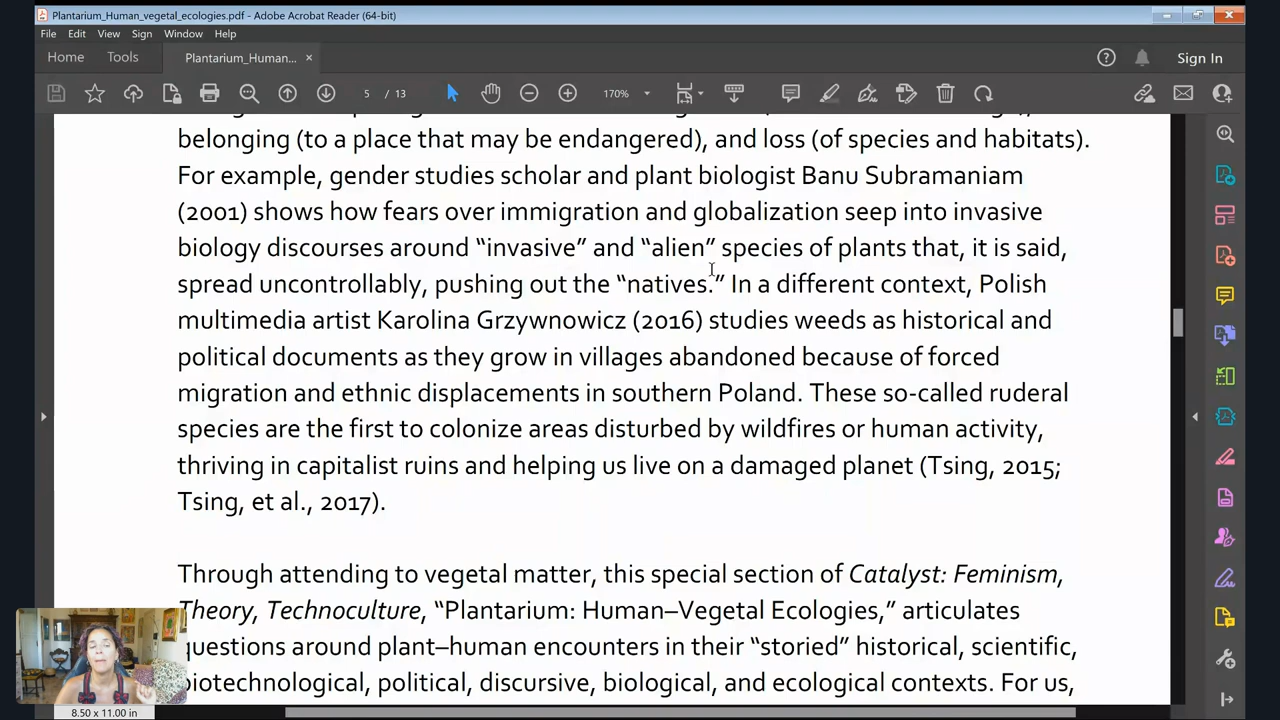 Plantarium_Human_vegetal_ecologies.pdf - Adobe Acrobat Reader (64-bit)
File Edit View Sign Window Help
Home Tools Plantarium_Human... × Sign In
5 / 13 170%
belonging (to a place that may be endangered), and loss (of species and habitats).
For example, gender studies scholar and plant biologist Banu Subramaniam
(2001) shows how fears over immigration and globalization seep into invasive
biology discourses around “invasive” and “alien” species of plants that, it is said,
spread uncontrollably, pushing out the “natives.” In a different context, Polish
multimedia artist Karolina Grzywnowicz (2016) studies weeds as historical and
political documents as they grow in villages abandoned because of forced
migration and ethnic displacements in southern Poland. These so-called ruderal
species are the first to colonize areas disturbed by wildfires or human activity,
thriving in capitalist ruins and helping us live on a damaged planet (Tsing, 2015;
Tsing, et al., 2017).
Through attending to vegetal matter, this special section of Catalyst: Feminism,
Theory, Technoculture, “Plantarium: Human–Vegetal Ecologies,” articulates
questions around plant–human encounters in their “storied” historical, scientific,
biotechnological, political, discursive, biological, and ecological contexts. For us,
8.50 x 11.00 in